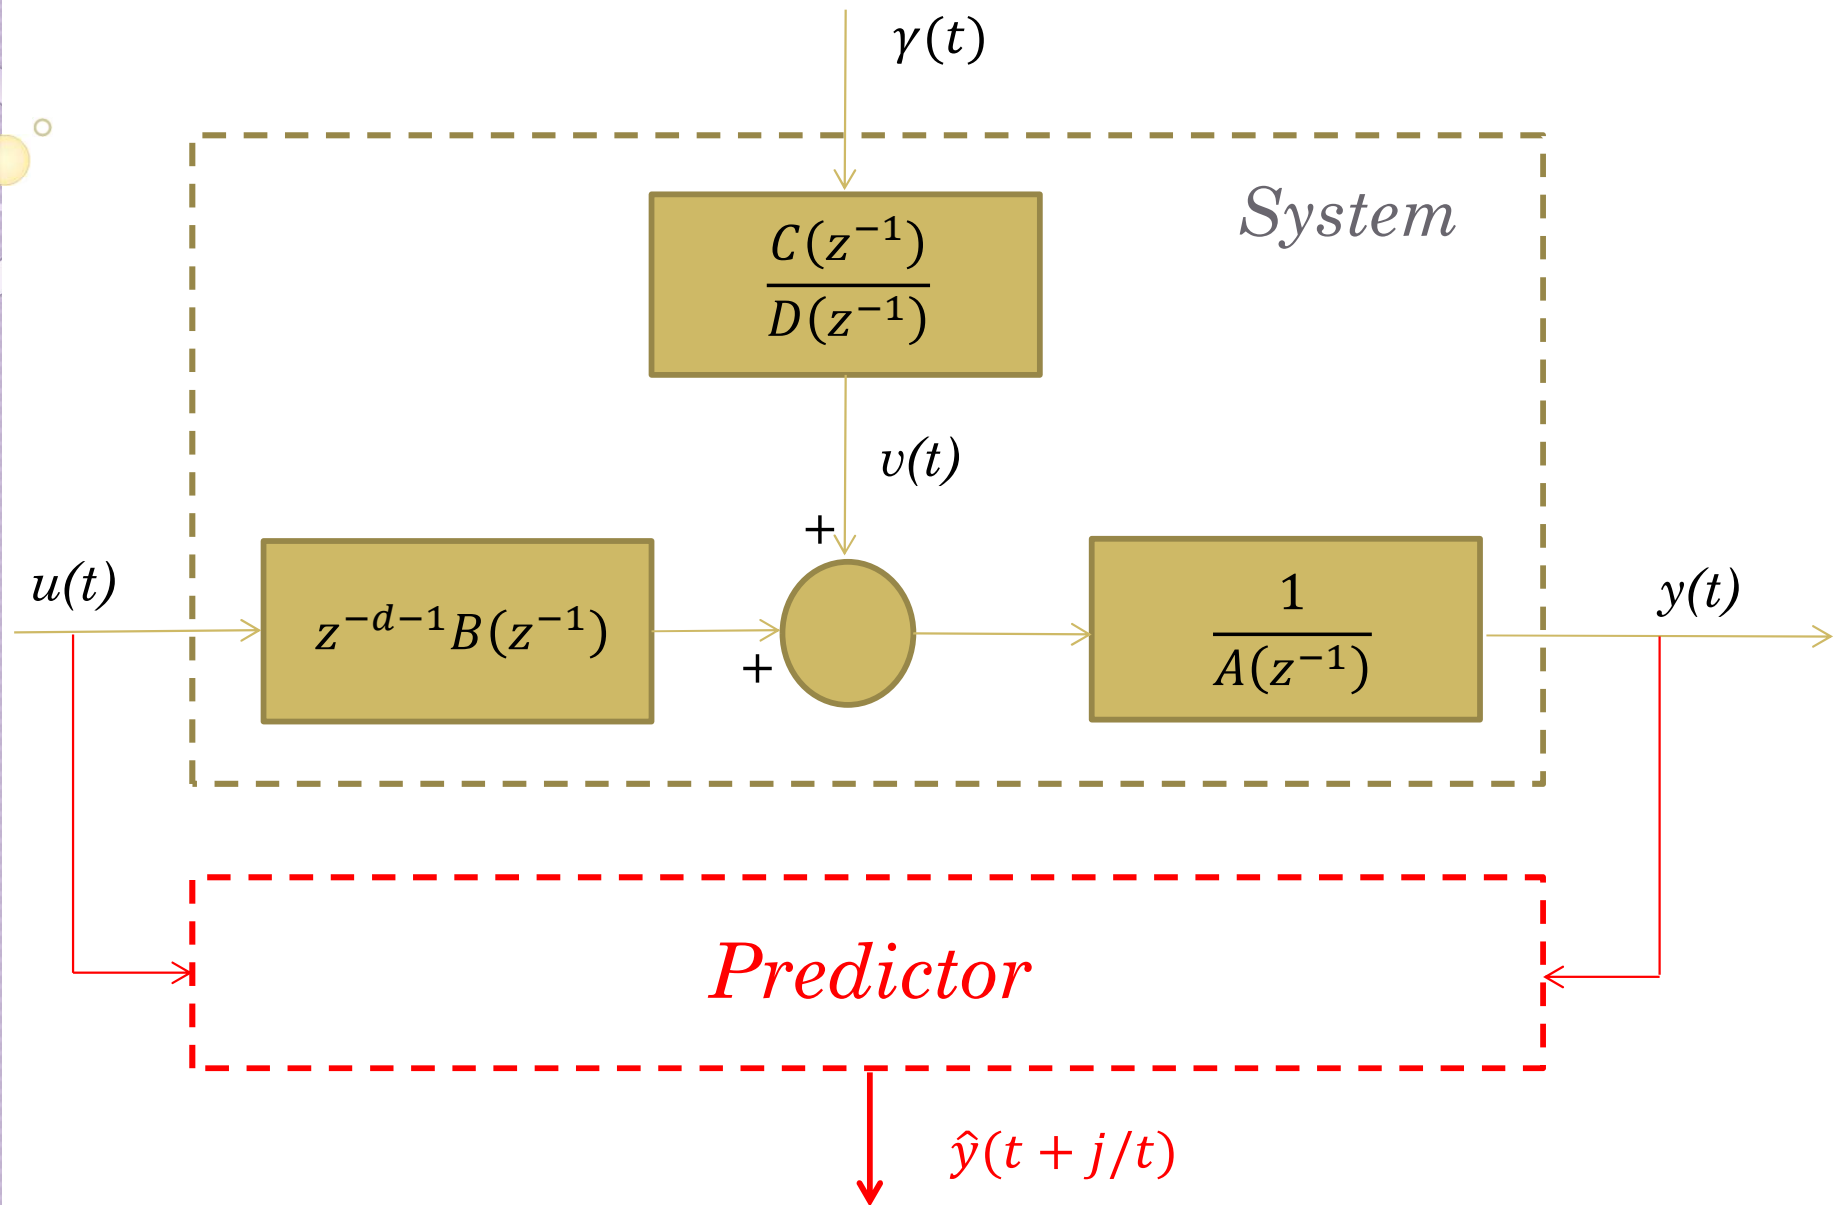 γ(t)
System
C(z⁻¹)
D(z⁻¹)
v(t)
+
u(t)
z⁻ᵈ⁻¹B(z⁻¹)
+
1
A(z⁻¹)
y(t)
Predictor
ŷ(t + j/t)